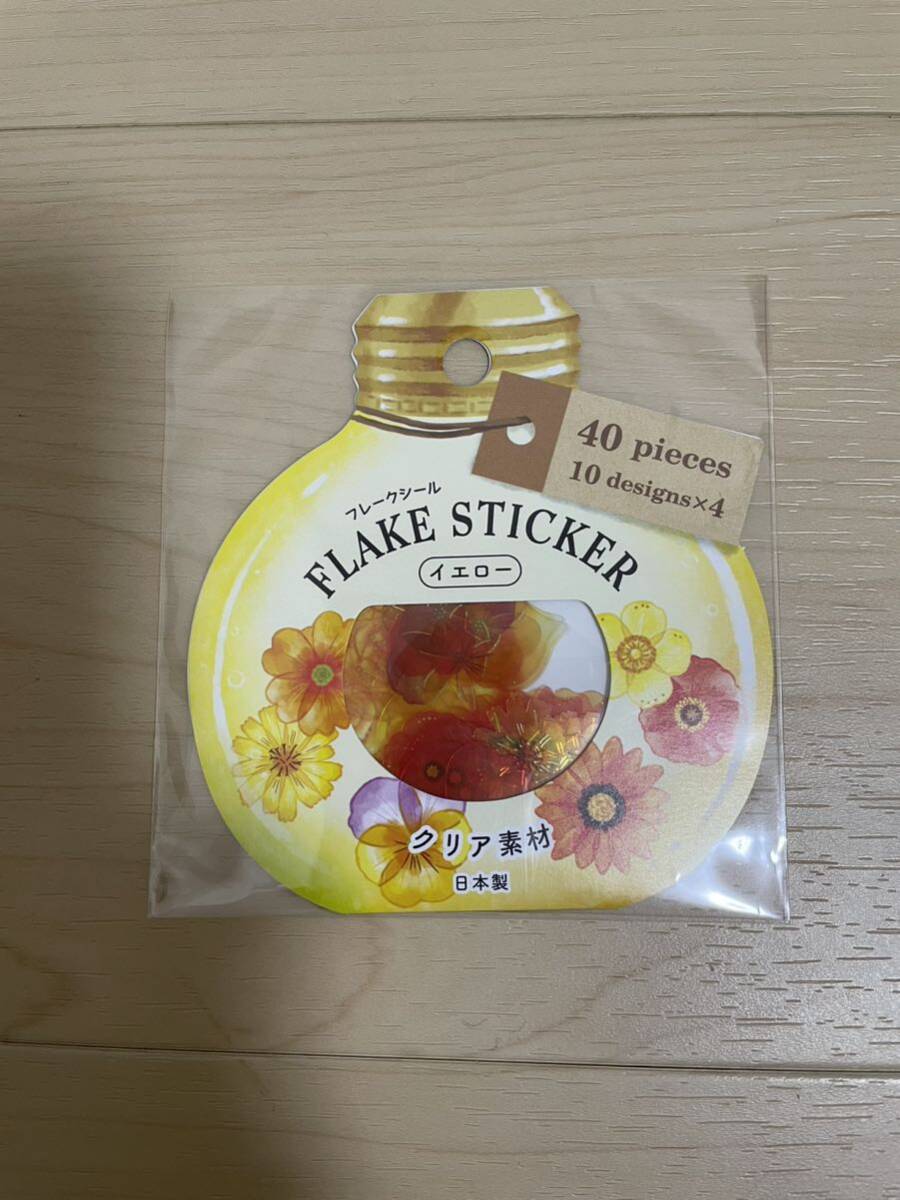 40 pieces
10 designs×4
フレークシール
FLAKE STICKER
イエロー
クリア素材
日本製